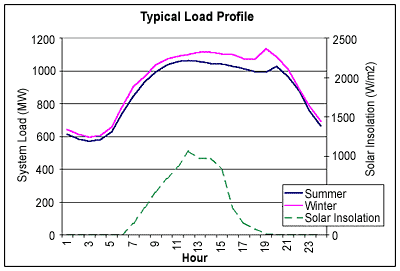 Typical Load Profile
System Load (MW)
1200
1000
800
600
400
200
0
2500
2000
1500
1000
500
0
Solar Insolation (W/m2)
Summer
Winter
Solar Insolation
1 3 5 7 9 11 13 15 17 19 21 23
Hour